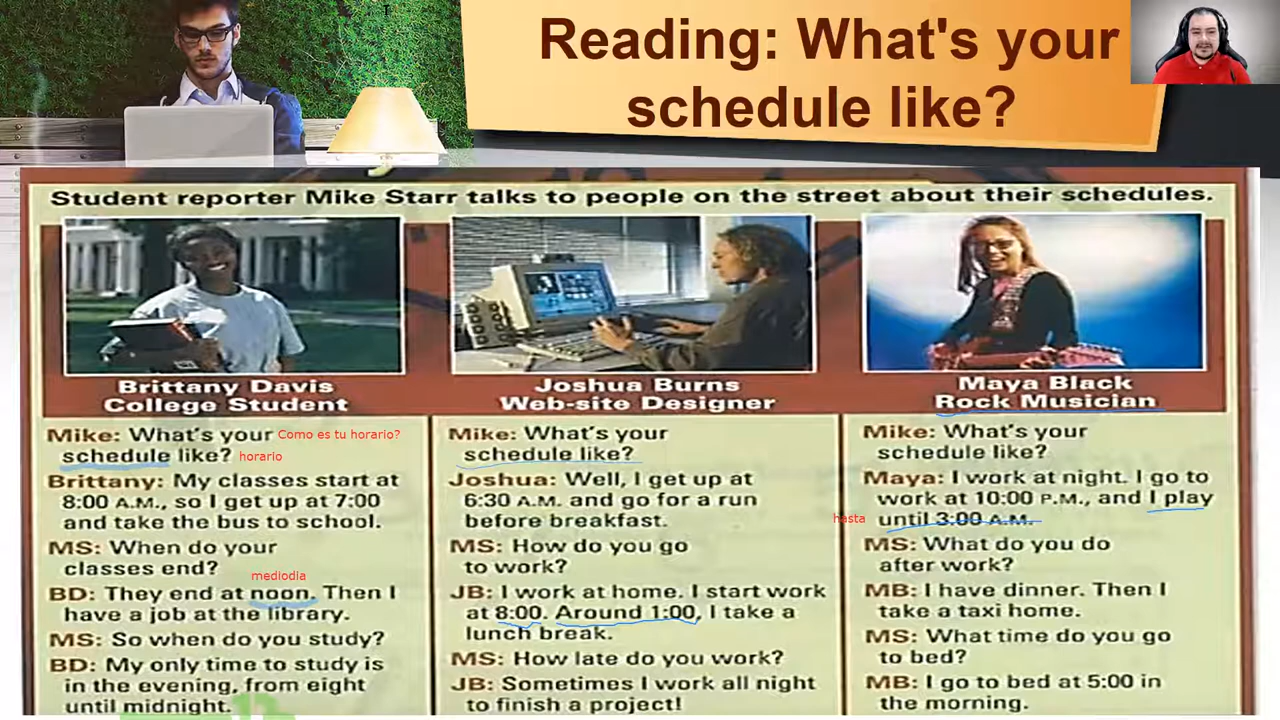 Reading: What's your
schedule like?
Student reporter Mike Starr talks to people on the street about their schedules.
Brittany Davis
College Student
Mike: What's your Como es tu horario?
schedule like? horario
Brittany: My classes start at
8:00 A.M., so I get up at 7:00
and take the bus to school.
MS: When do your
classes end?
mediodia
BD: They end at noon. Then I
have a job at the library.
MS: So when do you study?
BD: My only time to study is
in the evening, from eight
until midnight.
Joshua Burns
Web-site Designer
Mike: What's your
schedule like?
Joshua: Well, I get up at
6:30 A.M. and go for a run
before breakfast.
MS: How do you go
to work?
JB: I work at home. I start work
at 8:00. Around 1:00, I take a
lunch break.
MS: How late do you work?
JB: Sometimes I work all night
to finish a project!
Maya Black
Rock Musician
Mike: What's your
schedule like?
Maya: I work at night. I go to
work at 10:00 P.M., and I play
hasta until 3:00 A.M.
MS: What do you do
after work?
MB: I have dinner. Then I
take a taxi home.
MS: What time do you go
to bed?
MB: I go to bed at 5:00 in
the morning.